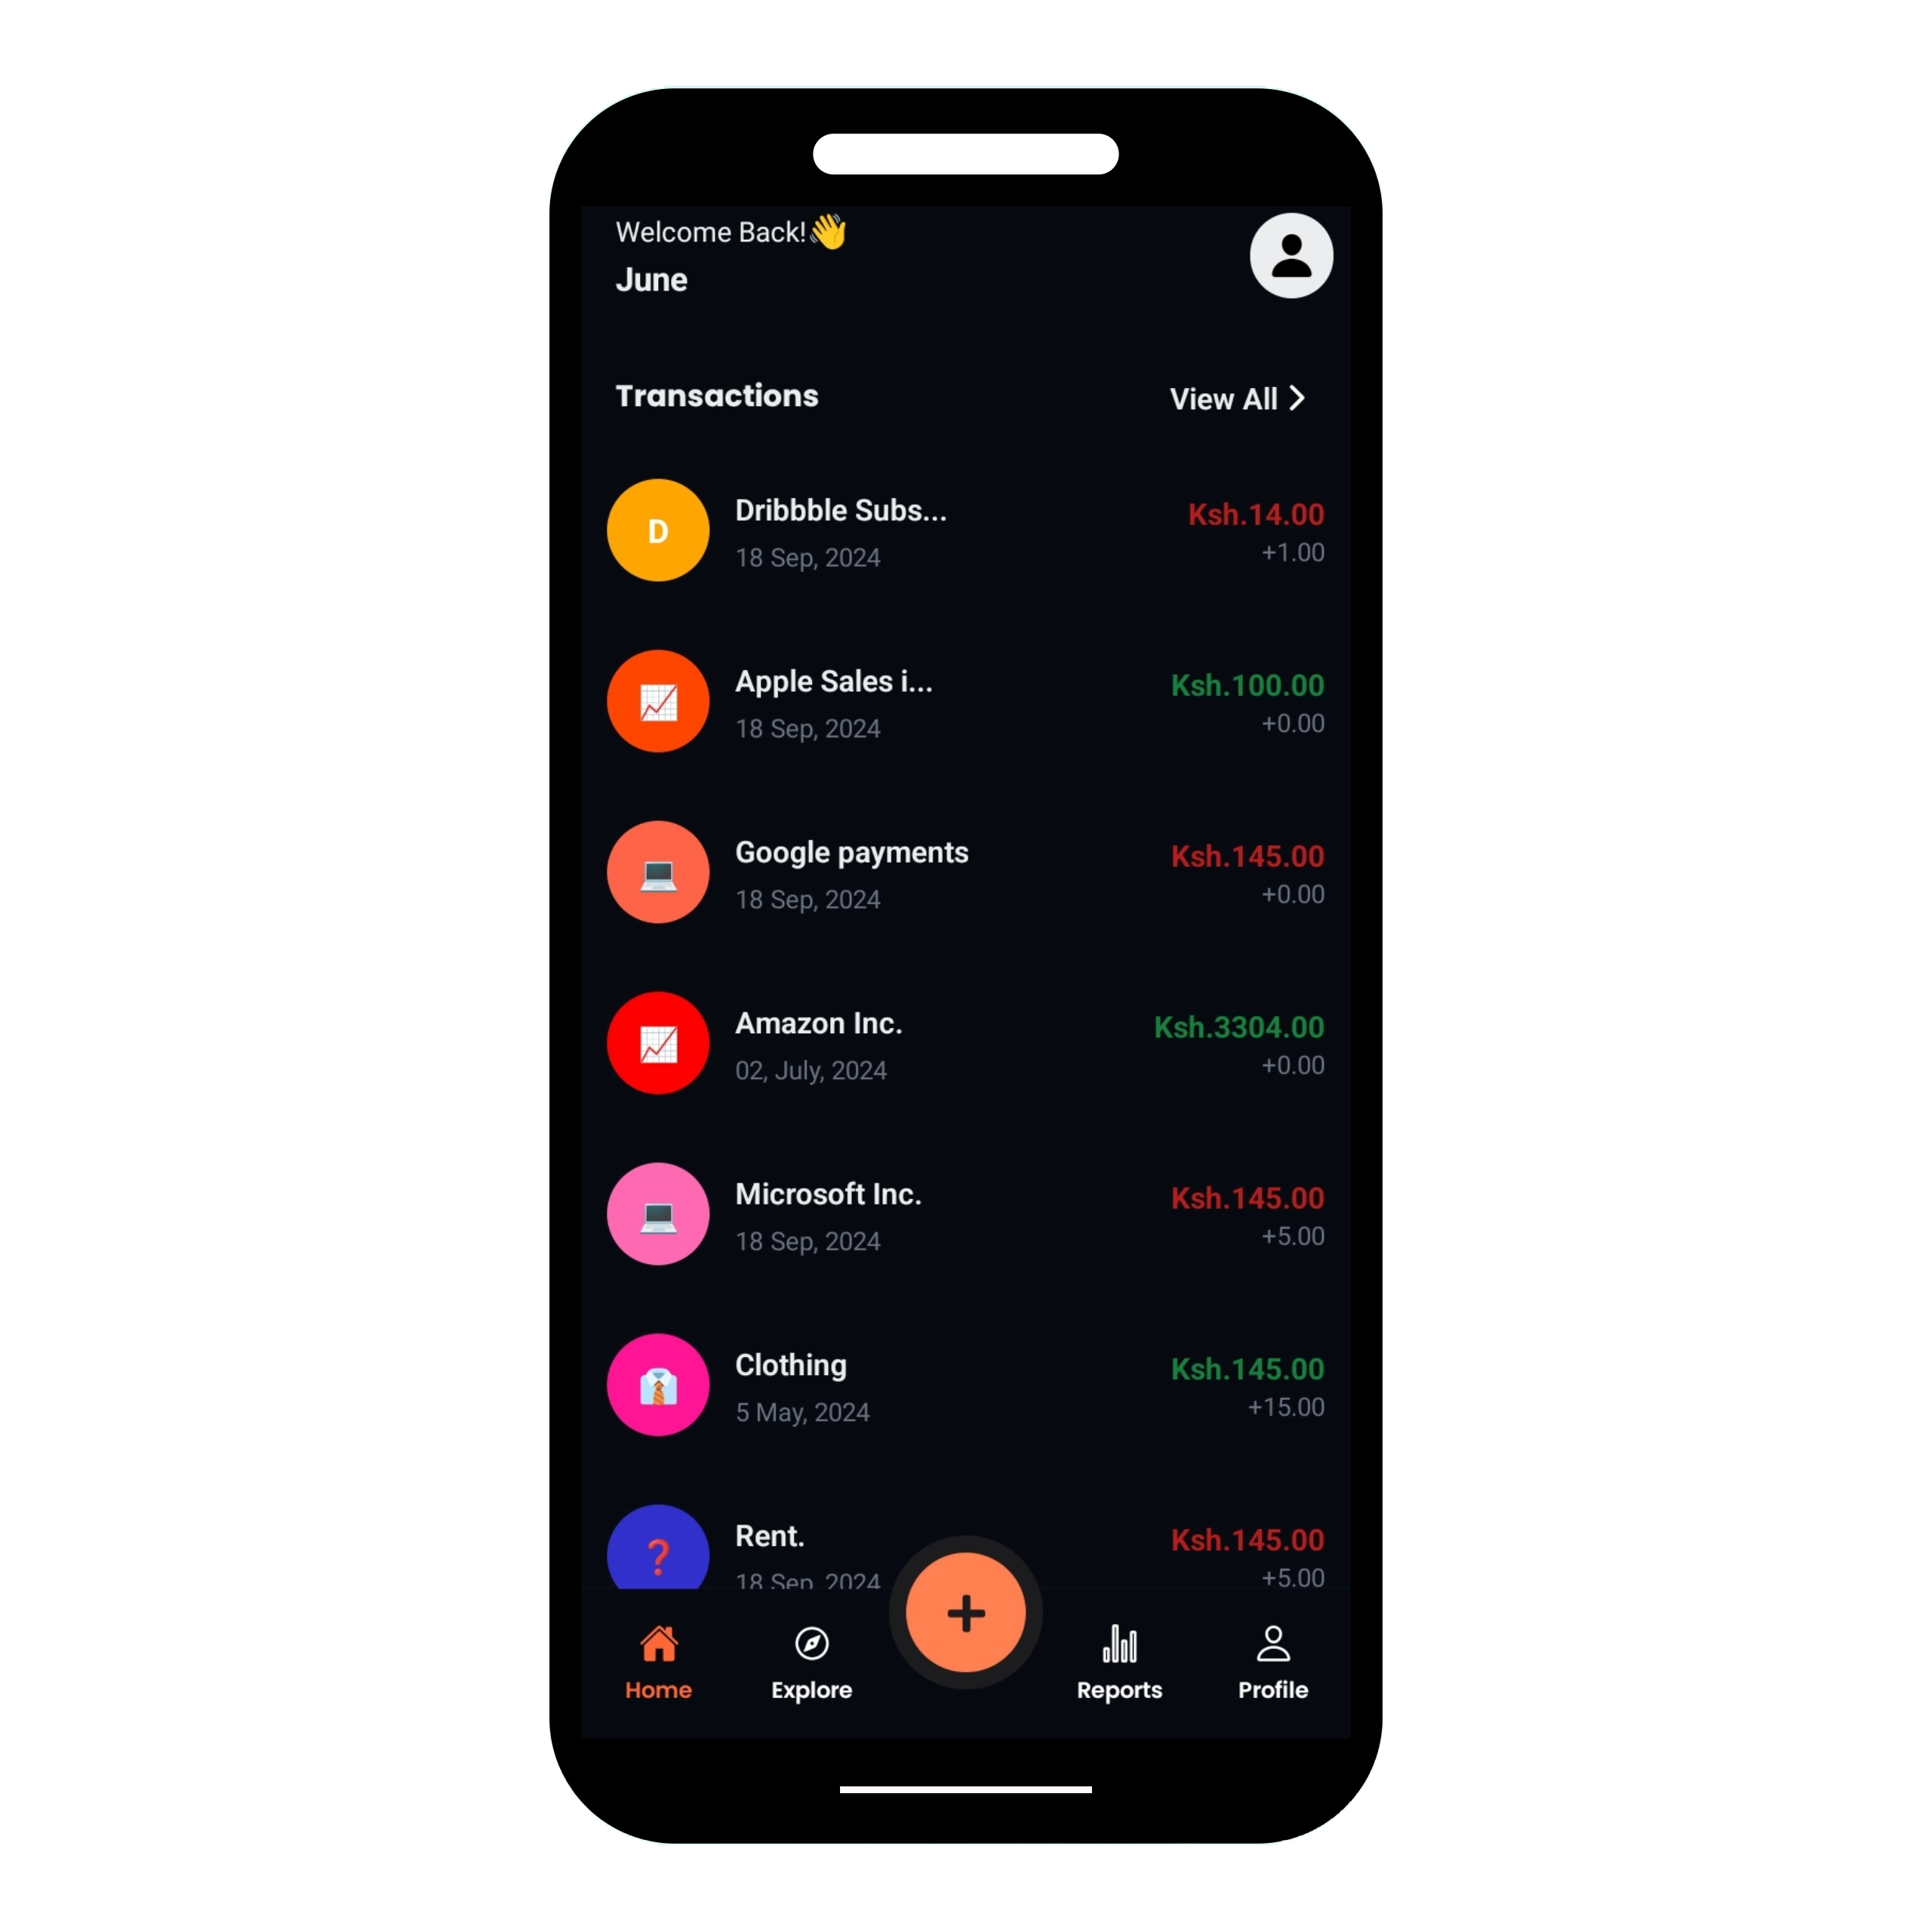 Welcome Back!👋
June
Transactions
View All
D
Dribbble Subs...
Ksh.14.00
18 Sep, 2024
+1.00
Apple Sales i...
Ksh.100.00
18 Sep, 2024
+0.00
Google payments
Ksh.145.00
18 Sep, 2024
+0.00
Amazon Inc.
Ksh.3304.00
02, July, 2024
+0.00
Microsoft Inc.
Ksh.145.00
18 Sep, 2024
+5.00
Clothing
Ksh.145.00
5 May, 2024
+15.00
❓
Rent.
Ksh.145.00
18 Sep, 2024
+5.00
+
Home
Explore
Reports
Profile